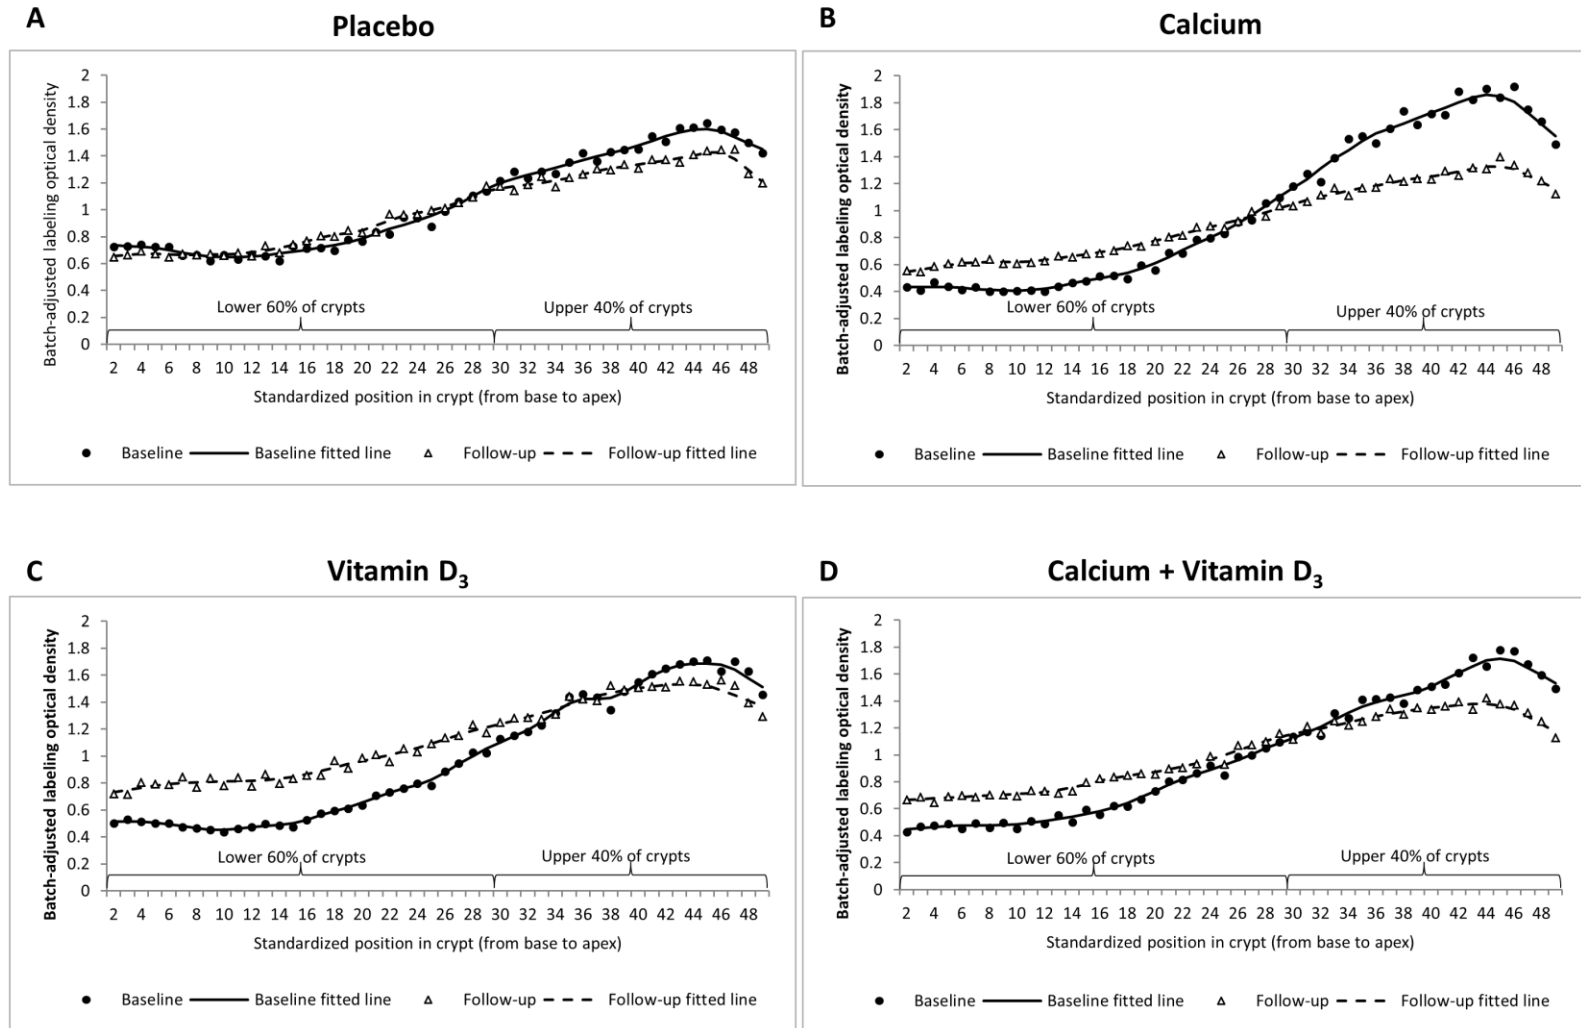 A
Placebo
Batch-adjusted labeling optical density
2
1.8
1.6
1.4
1.2
1
0.8
0.6
0.4
0.2
0
Lower 60% of crypts
Upper 40% of crypts
2 4 6 8 10 12 14 16 18 20 22 24 26 28 30 32 34 36 38 40 42 44 46 48
Standardized position in crypt (from base to apex)
Baseline Baseline fitted line Follow-up Follow-up fitted line
B
Calcium
Batch-adjusted labeling optical density
2
1.8
1.6
1.4
1.2
1
0.8
0.6
0.4
0.2
0
Lower 60% of crypts
Upper 40% of crypts
2 4 6 8 10 12 14 16 18 20 22 24 26 28 30 32 34 36 38 40 42 44 46 48
Standardized position in crypt (from base to apex)
Baseline Baseline fitted line Follow-up Follow-up fitted line
C
Vitamin D3
Batch-adjusted labeling optical density
2
1.8
1.6
1.4
1.2
1
0.8
0.6
0.4
0.2
0
Lower 60% of crypts
Upper 40% of crypts
2 4 6 8 10 12 14 16 18 20 22 24 26 28 30 32 34 36 38 40 42 44 46 48
Standardized position in crypt (from base to apex)
Baseline Baseline fitted line Follow-up Follow-up fitted line
D
Calcium + Vitamin D3
Batch-adjusted labeling optical density
2
1.8
1.6
1.4
1.2
1
0.8
0.6
0.4
0.2
0
Lower 60% of crypts
Upper 40% of crypts
2 4 6 8 10 12 14 16 18 20 22 24 26 28 30 32 34 36 38 40 42 44 46 48
Standardized position in crypt (from base to apex)
Baseline Baseline fitted line Follow-up Follow-up fitted line